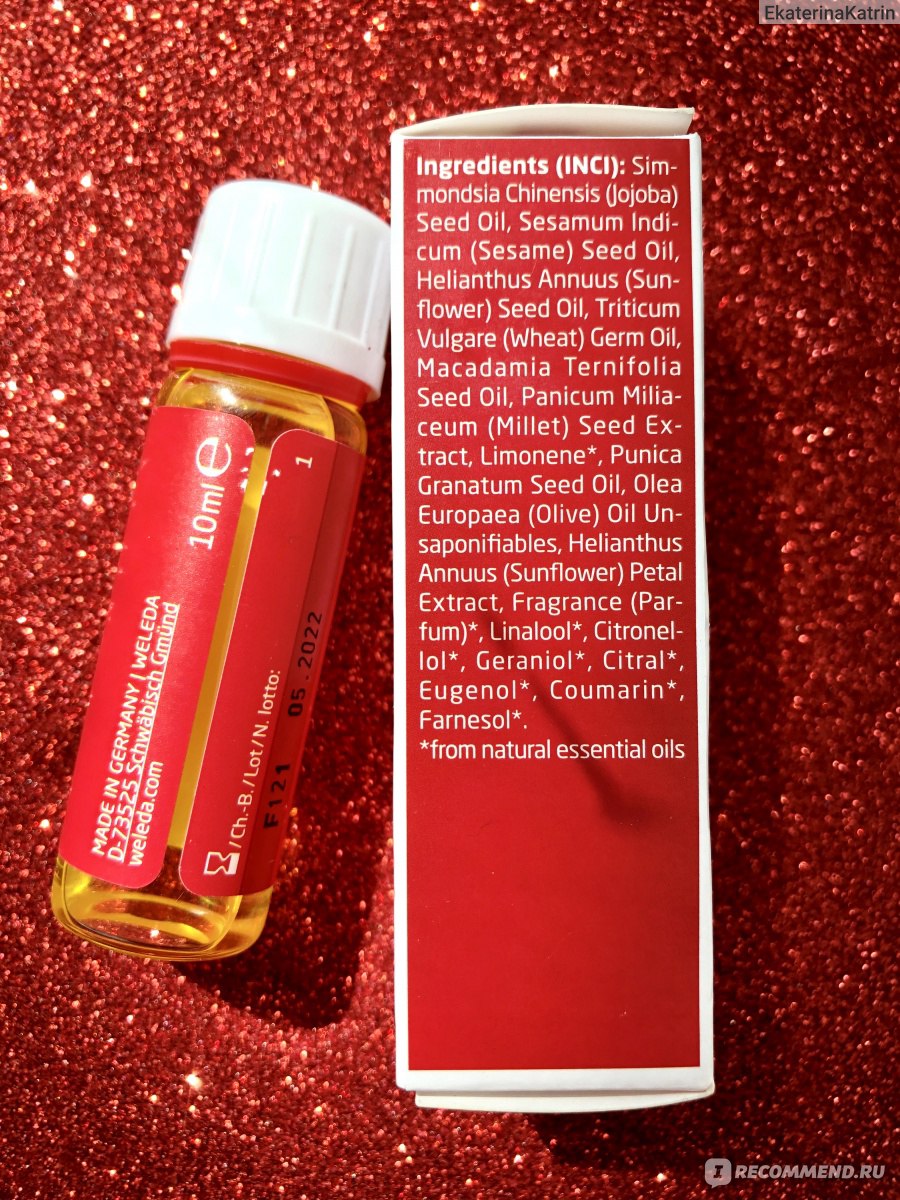 EkaterinaKatrin
Ingredients (INCI): Sim-
mondsia Chinensis (Jojoba)
Seed Oil, Sesamum Indi-
cum (Sesame) Seed Oil,
Helianthus Annuus (Sun-
flower) Seed Oil, Triticum
Vulgare (Wheat) Germ Oil,
Macadamia Ternifolia
Seed Oil, Panicum Milia-
ceum (Millet) Seed Ex-
tract, Limonene*, Punica
Granatum Seed Oil, Olea
Europaea (Olive) Oil Un-
saponifiables, Helianthus
Annuus (Sunflower) Petal
Extract, Fragrance (Par-
fum)*, Linalool*, Citronel-
lol*, Geraniol*, Citral*,
Eugenol*, Coumarin*,
Farnesol*.
*from natural essential oils
10ml e
MADE IN GERMANY | WELEDA
D-73525 Schwäbisch Gmünd
weleda.com
/Ch.-B./Lot/N. lotto:
F121 05.2022
1
IRECOMMEND.RU